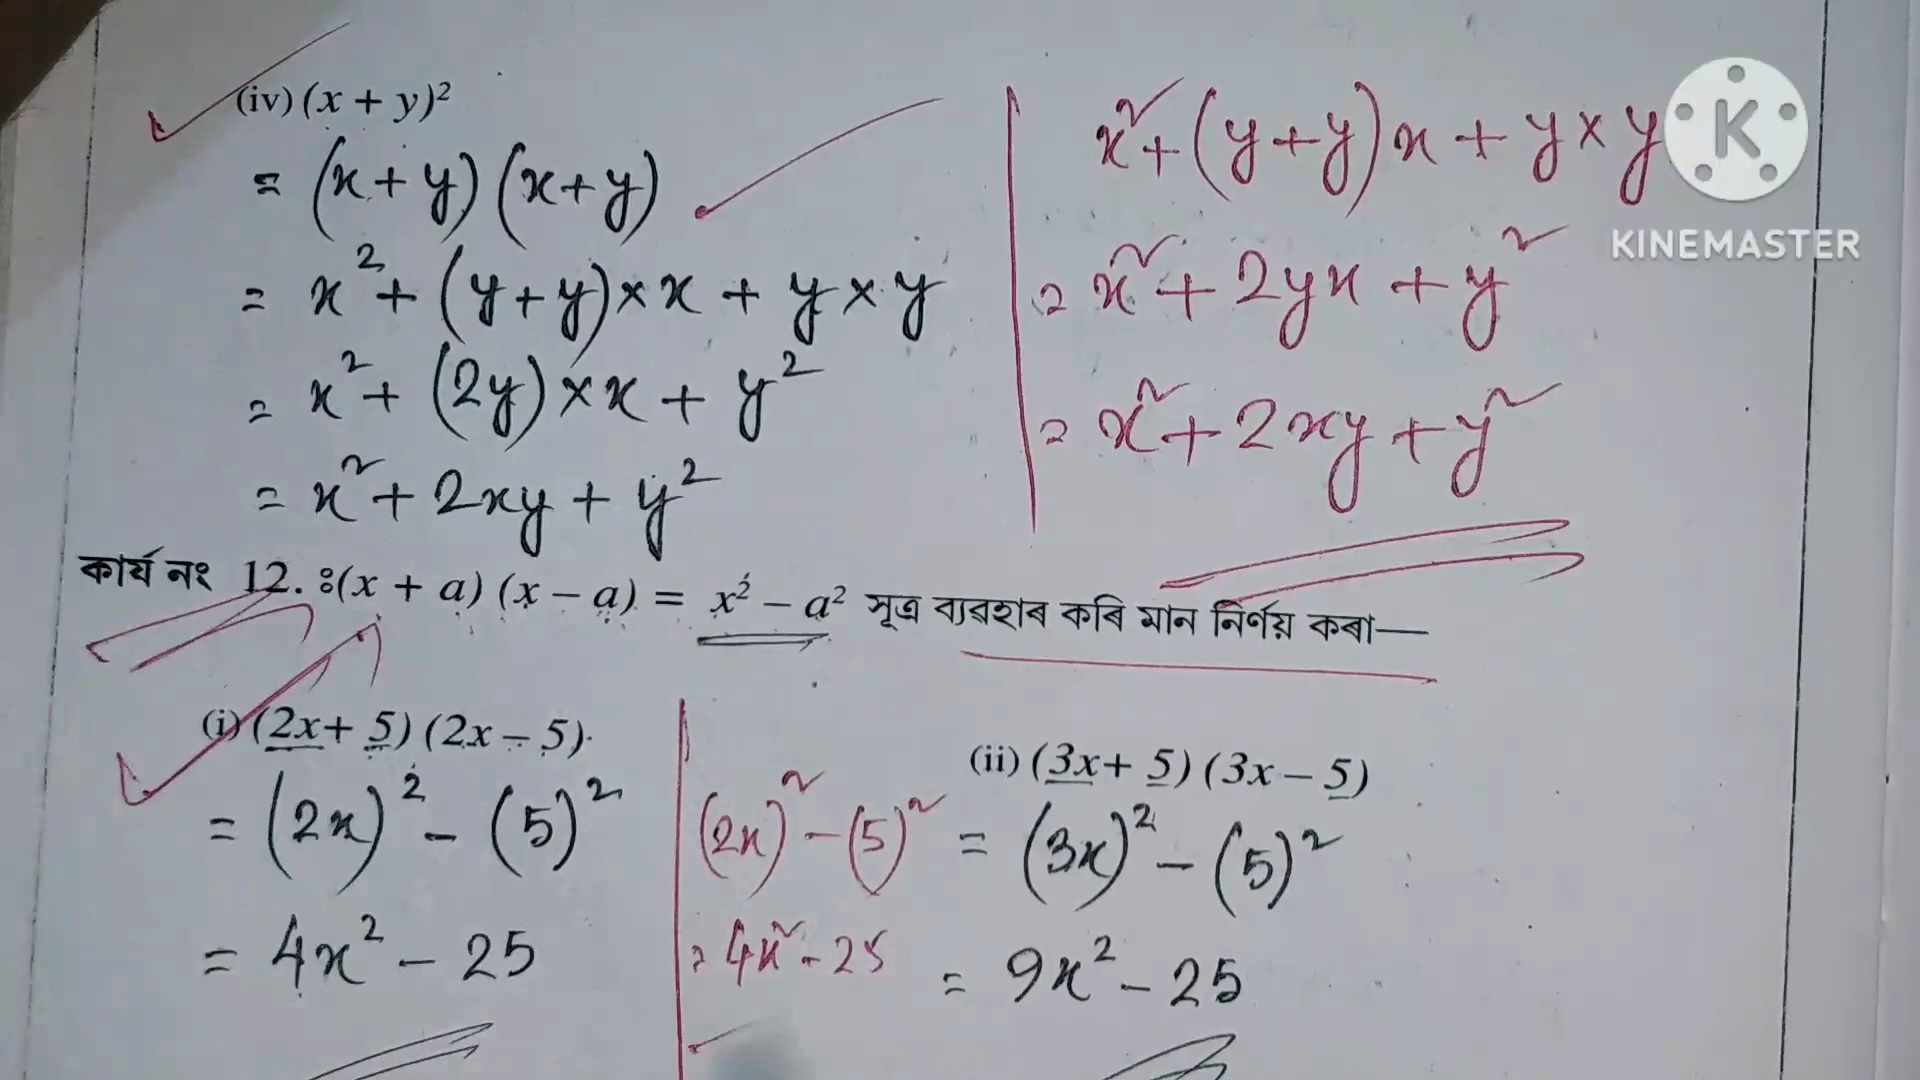 (iv) (x + y)²
= (x + y) (x + y)
= x² + (y + y) × x + y × y
= x² + (2y) × x + y²
= x² + 2xy + y²
x² + (y + y) x + y × y
= x² + 2yx + y²
= x² + 2xy + y²
KINEMASTER
কাৰ্য নং 12. ঃ(x + a) (x – a) = x² – a² সূত্ৰ ব্যৱহাৰ কৰি মান নিৰ্ণয় কৰা—
(i) (2x + 5) (2x – 5)
= (2x)² – (5)²
= 4x² – 25
(2x)² – (5)²
= 4x² - 25
(ii) (3x + 5) (3x – 5)
= (3x)² – (5)²
= 9x² – 25